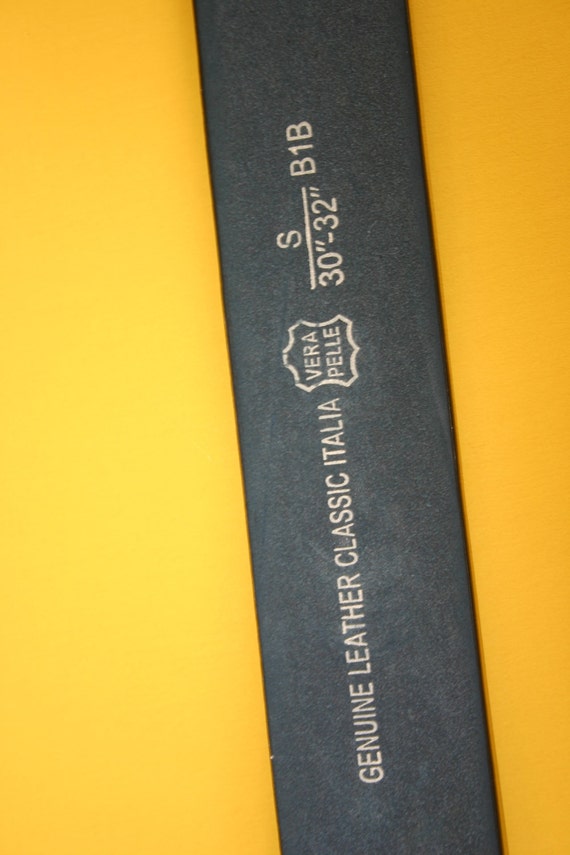 GENUINE LEATHER CLASSIC ITALIA
VERA
PELLE
S
30"-32"
B1B